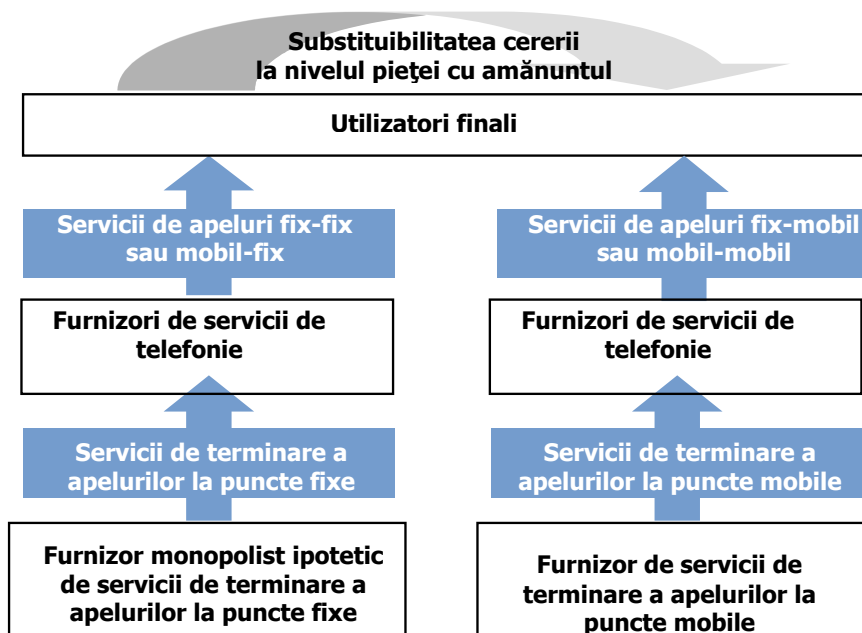 Substituibilitatea cererii
la nivelul pieţei cu amănuntul
Utilizatori finali
Servicii de apeluri fix-fix
sau mobil-fix
Servicii de apeluri fix-mobil
sau mobil-mobil
Furnizori de servicii de
telefonie
Furnizori de servicii de
telefonie
Servicii de terminare a
apelurilor la puncte fixe
Servicii de terminare a
apelurilor la puncte mobile
Furnizor monopolist ipotetic
de servicii de terminare a
apelurilor la puncte fixe
Furnizor de servicii de
terminare a apelurilor la
puncte mobile